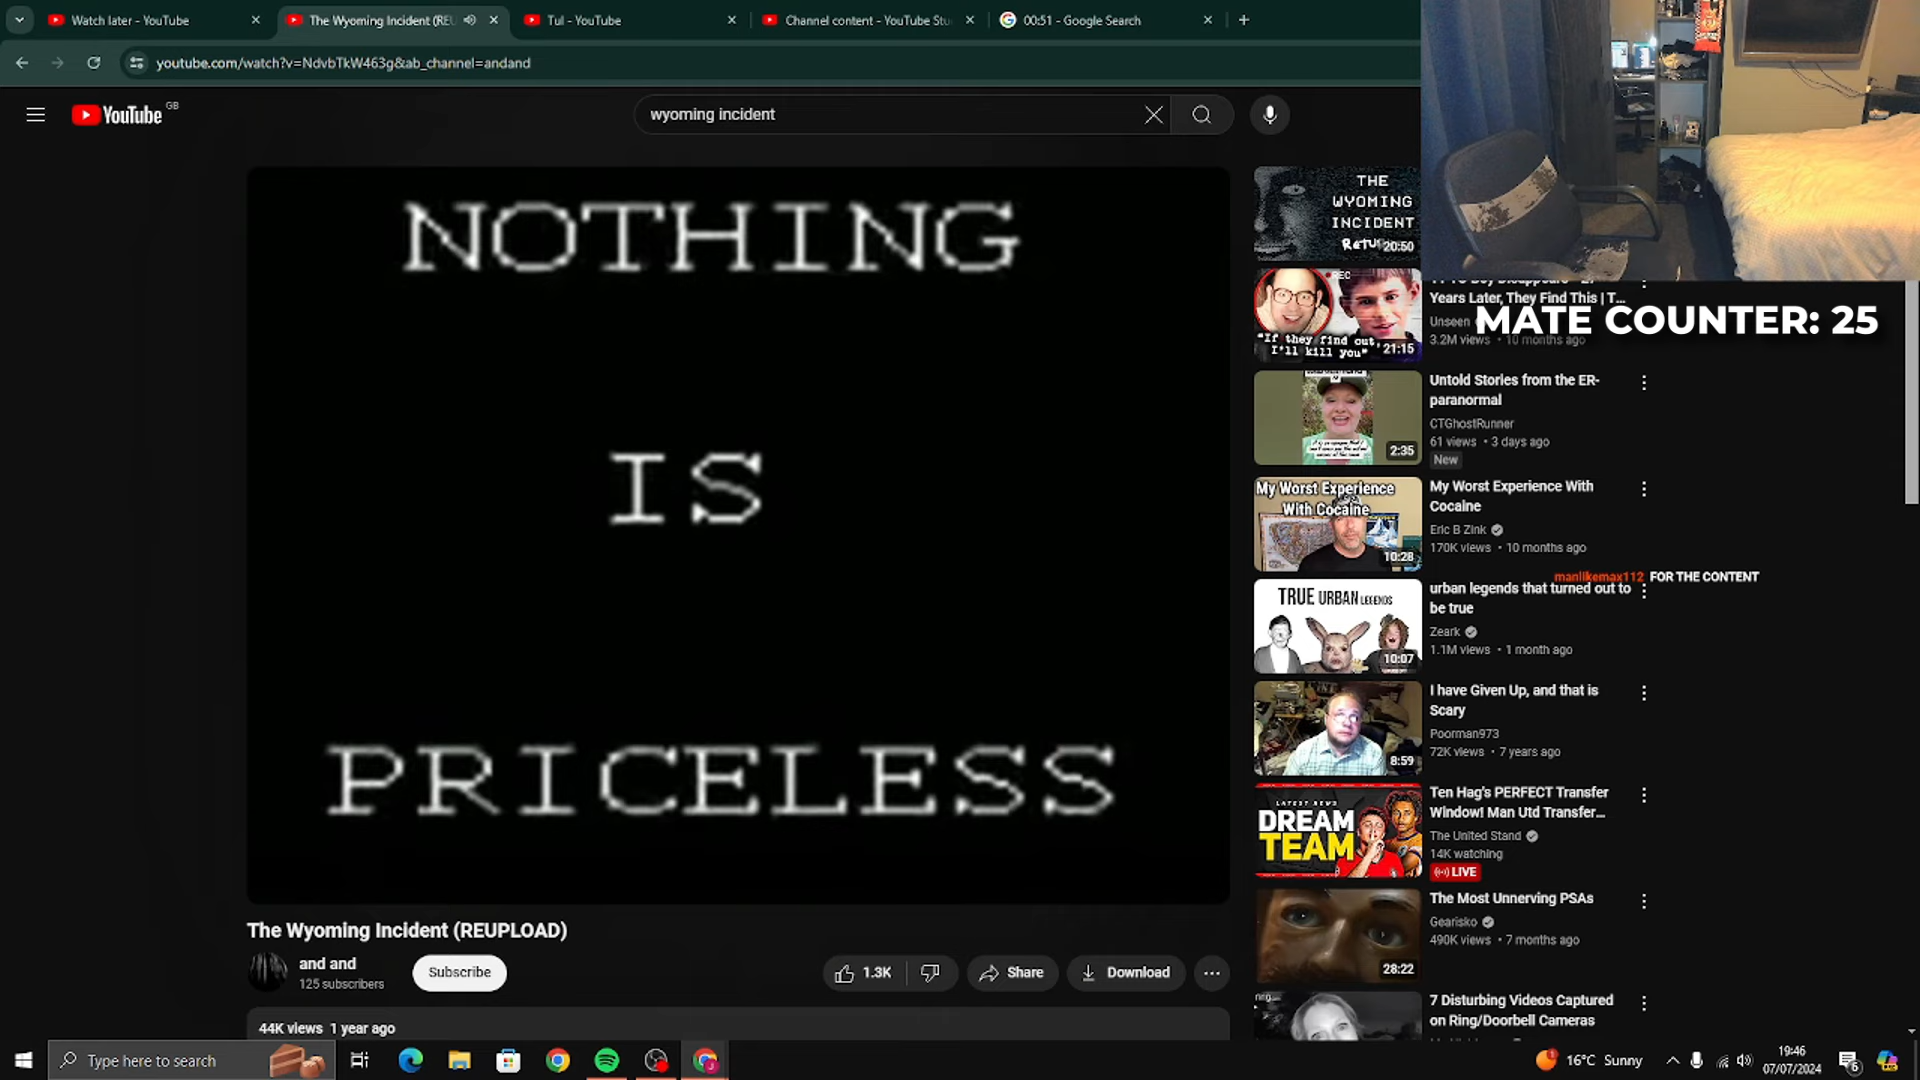 Watch later - YouTube
The Wyoming Incident (REU
Tul - YouTube
Channel content - YouTube Stu
00:51 - Google Search
youtube.com/watch?v=NdvbTkW463g&ab_channel=andand
YouTube GB
wyoming incident
NOTHING
IS
PRICELESS
The Wyoming Incident (REUPLOAD)
and and
125 subscribers
Subscribe
1.3K
Share
Download
44K views 1 year ago
THE
WYOMING
INCIDENT
20:50
REC
"If they find out,
I'll kill you"
21:15
Years Later, They Find This | T...
Unseen
3.2M views • 10 months ago
MATE COUNTER: 25
2:35
Untold Stories from the ER-
paranormal
CTGhostRunner
61 views • 3 days ago
New
My Worst Experience
With Cocaine
10:28
My Worst Experience With
Cocaine
Eric B Zink
170K views • 10 months ago
manlikemax112 FOR THE CONTENT
TRUE URBAN LEGENDS
10:07
urban legends that turned out to
be true
Zeark
1.1M views • 1 month ago
8:59
I have Given Up, and that is
Scary
Poorman973
72K views • 7 years ago
LATEST NEWS
DREAM
TEAM
Ten Hag's PERFECT Transfer
Window! Man Utd Transfer...
The United Stand
14K watching
LIVE
28:22
The Most Unnerving PSAs
Gearisko
490K views • 7 months ago
7 Disturbing Videos Captured
on Ring/Doorbell Cameras
Type here to search
16°C Sunny
19:46
07/07/2024
6